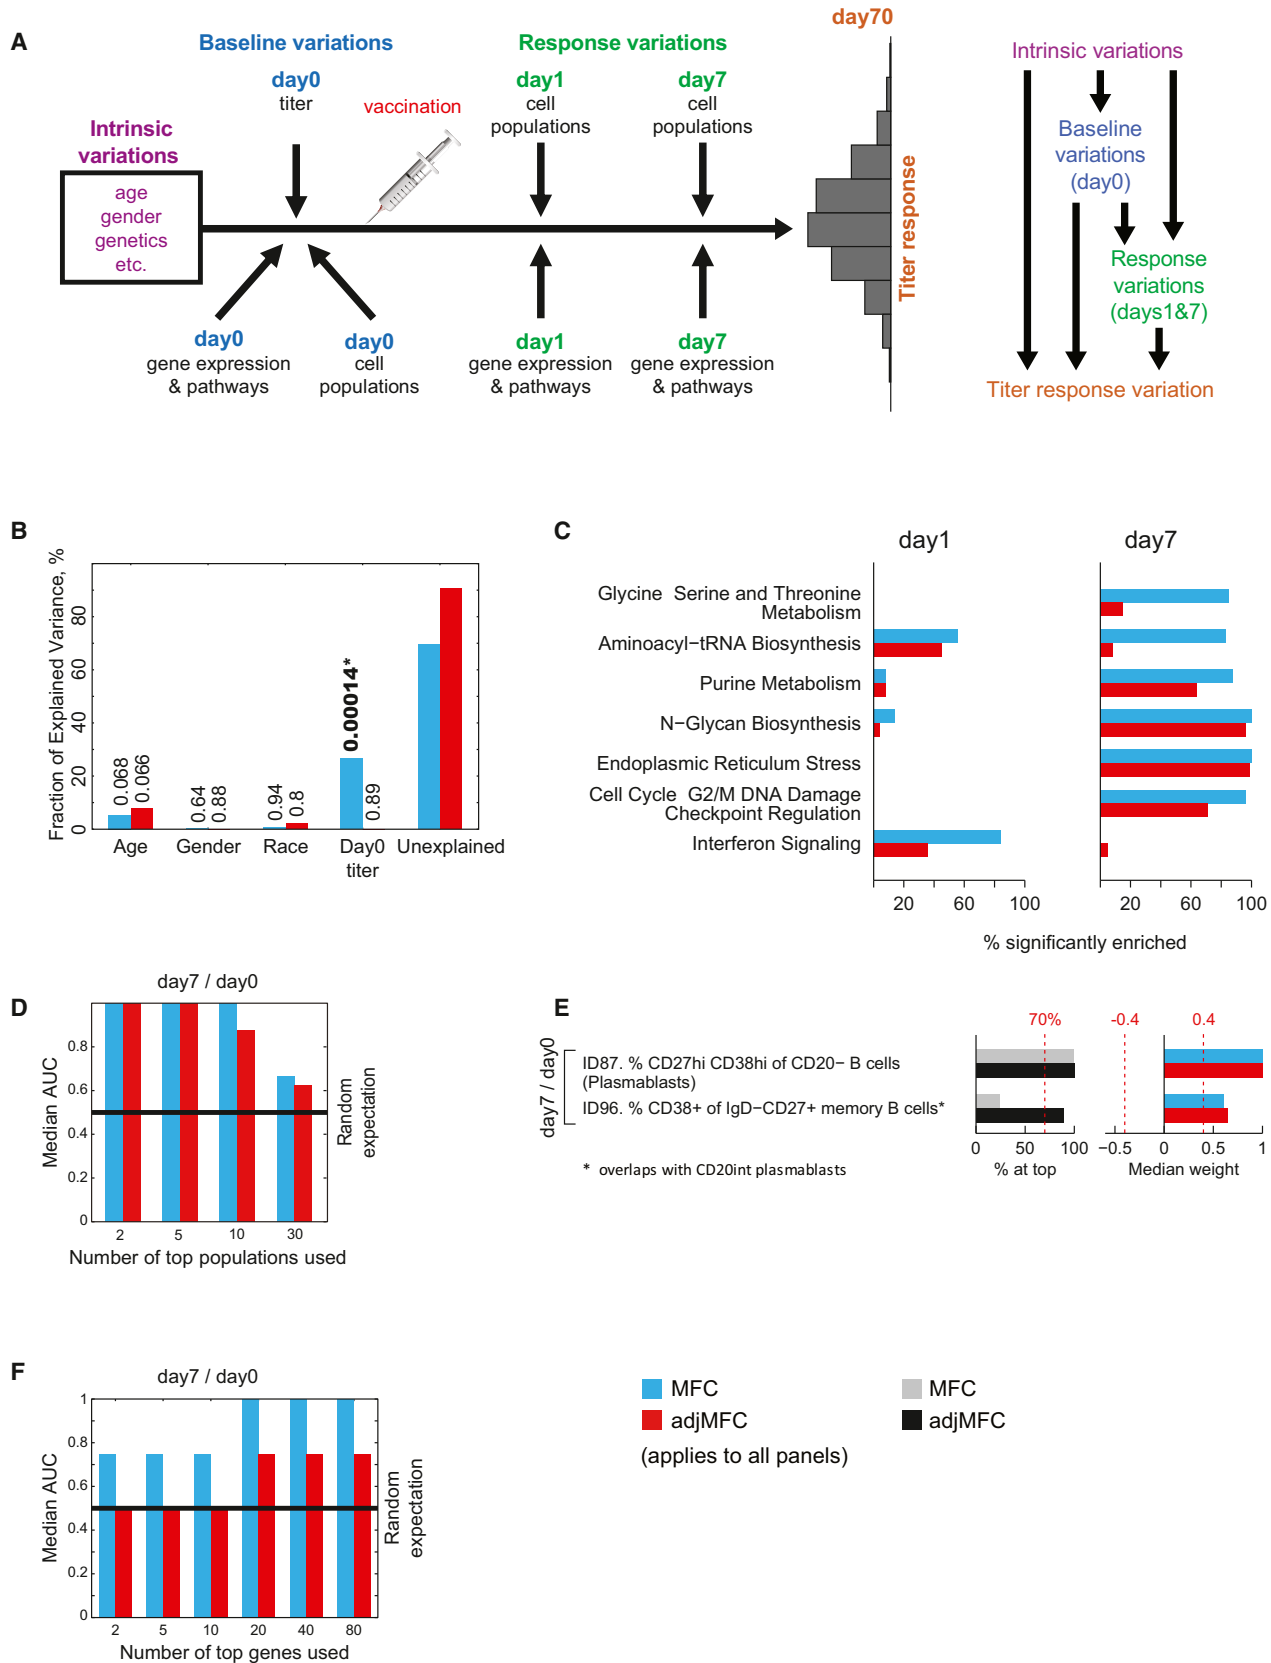 A
Baseline variations
day0
titer
vaccination
Response variations
day1
cell
populations
day7
cell
populations
day70
Intrinsic
variations
age
gender
genetics
etc.
day0
gene expression
& pathways
day0
cell
populations
day1
gene expression
& pathways
day7
gene expression
& pathways
Titer response
Intrinsic variations
Baseline
variations
(day0)
Response
variations
(days1&7)
Titer response variation
B
Fraction of Explained Variance, %
0
20
40
60
80
0.068
0.066
0.64
0.88
0.94
0.8
0.00014*
0.89
Age
Gender
Race
Day0
titer
Unexplained
C
day1
day7
Glycine Serine and Threonine
Metabolism
Aminoacyl−tRNA Biosynthesis
Purine Metabolism
N−Glycan Biosynthesis
Endoplasmic Reticulum Stress
Cell Cycle G2/M DNA Damage
Checkpoint Regulation
Interferon Signaling
20 60 100
20 60 100
% significantly enriched
D
day7 / day0
Median AUC
0.8
0.6
0.4
0.2
0
2 5 10 30
Number of top populations used
Random
expectation
E
day7 / day0
ID87. % CD27hi CD38hi of CD20− B cells
(Plasmablasts)
ID96. % CD38+ of IgD−CD27+ memory B cells*
* overlaps with CD20int plasmablasts
70%
-0.4
0.4
0 50 100
% at top
−0.5 0 0.5 1
Median weight
F
day7 / day0
Median AUC
1
0.8
0.6
0.4
0.2
0
2 5 10 20 40 80
Number of top genes used
Random
expectation
MFC
adjMFC
(applies to all panels)
MFC
adjMFC